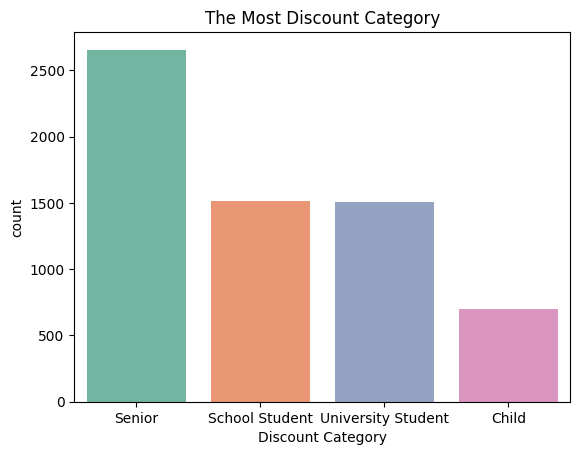 The Most Discount Category
2500
2000
1500
1000
500
0
count
Senior School Student University Student Child
Discount Category